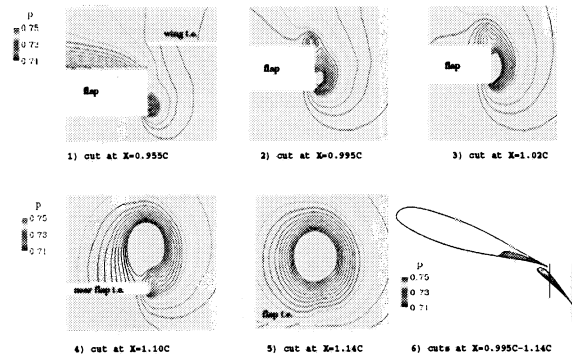 p
0.75
0.73
0.71
wing t.e.
flap
flap
flap
1) cut at X=0.955C
2) cut at X=0.995C
3) cut at X=1.02C
p
0.75
0.73
0.71
near flap t.e.
flap t.e.
p
0.75
0.73
0.71
4) cut at X=1.10C
5) cut at X=1.14C
6) cuts at X=0.995C-1.14C